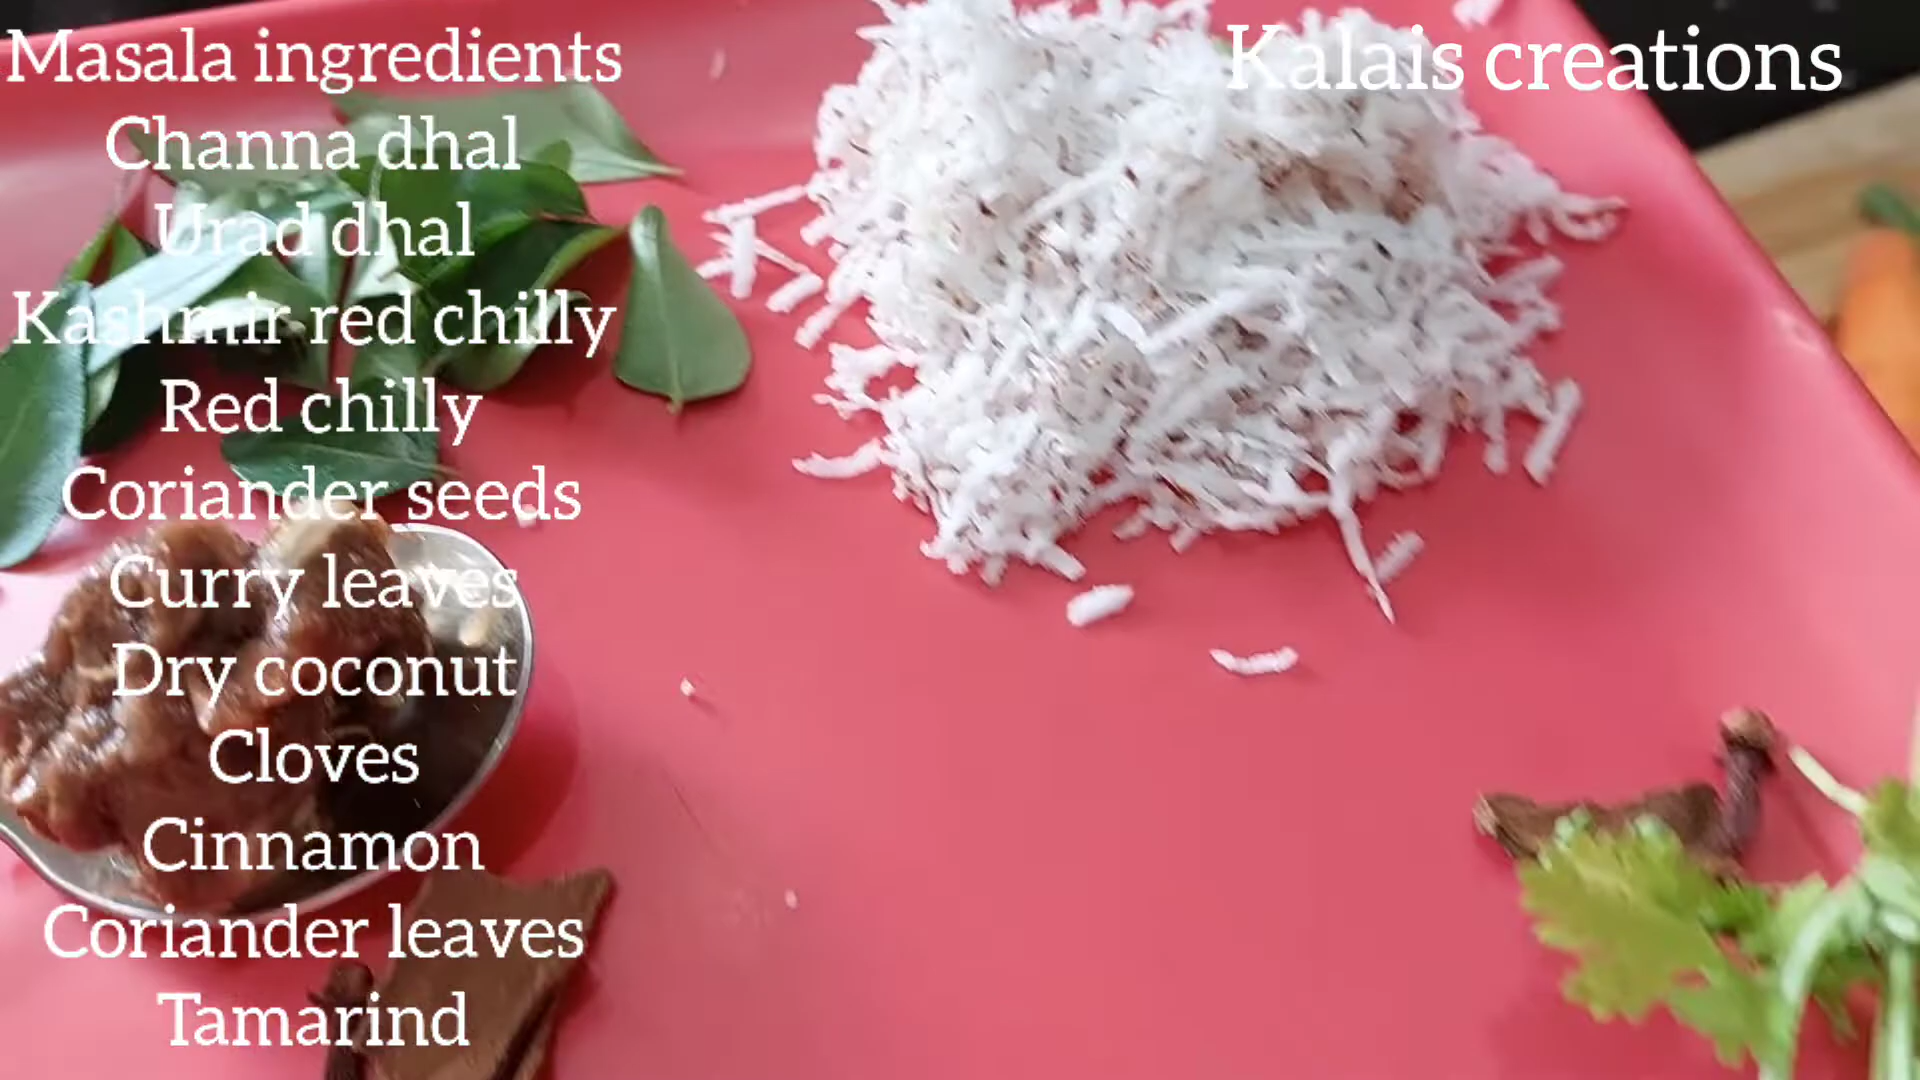 Masala ingredients
Channa dhal
Urad dhal
Kashmir red chilly
Red chilly
Coriander seeds
Curry leaves
Dry coconut
Cloves
Cinnamon
Coriander leaves
Tamarind
Kalais creations